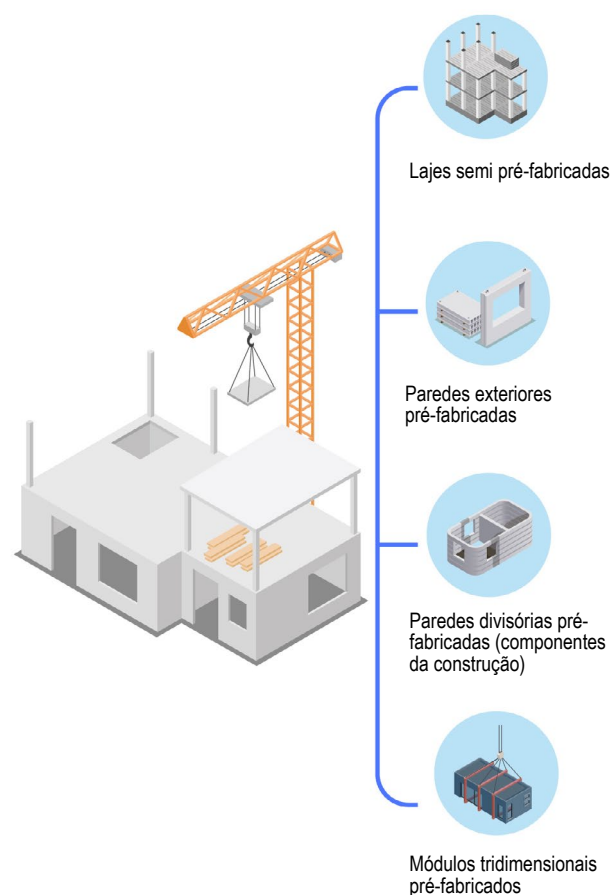 Lajes semi pré-fabricadas
Paredes exteriores
pré-fabricadas
Paredes divisórias pré-
fabricadas (componentes
da construção)
Módulos tridimensionais
pré-fabricados